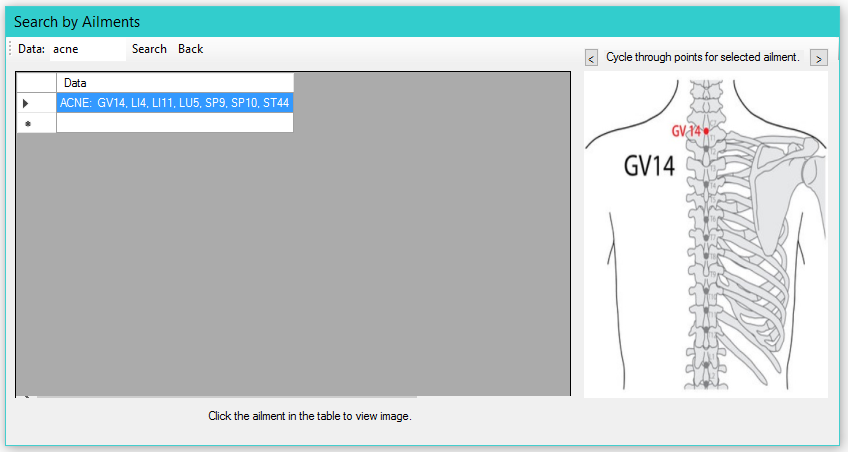 Search by Ailments
Data: acne Search Back
< Cycle through points for selected ailment. >
Data
ACNE: GV14, LI4, LI11, LU5, SP9, SP10, ST44
GV 14
GV14
Click the ailment in the table to view image.